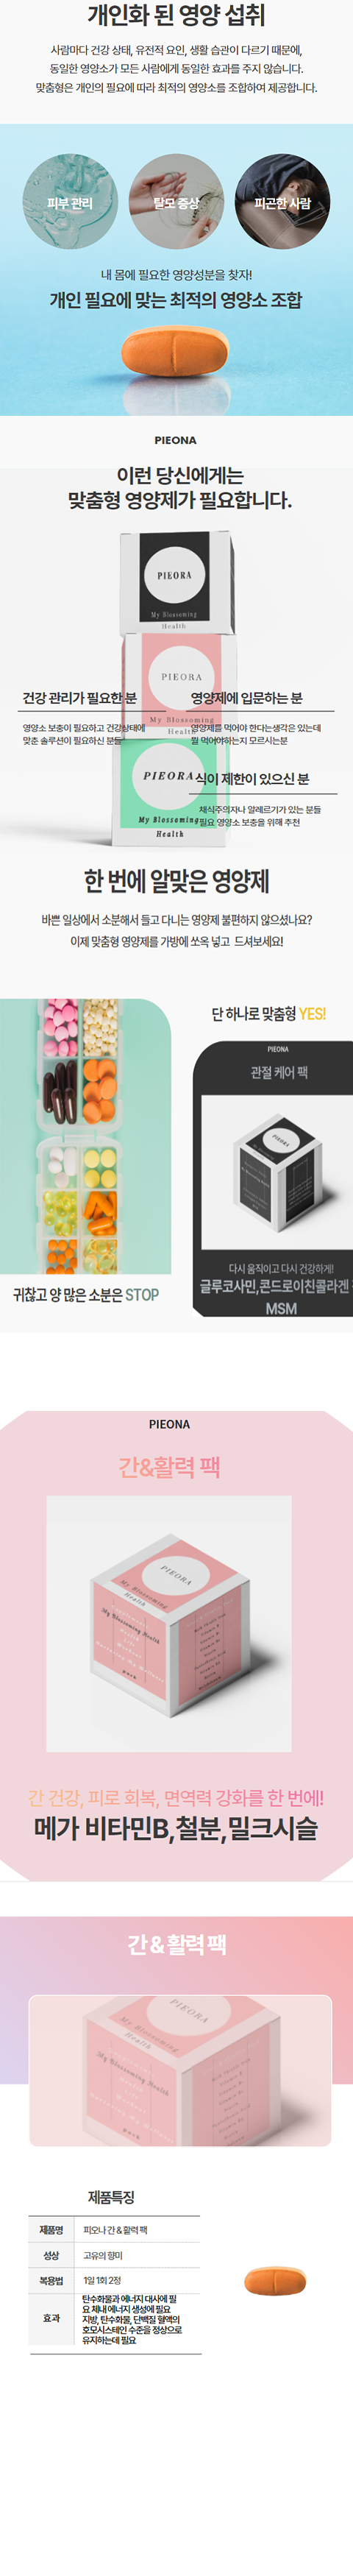 개인화 된 영양 섭취
사람마다 건강 상태, 유전적 요인, 생활 습관이 다르기 때문에,
동일한 영양소가 모든 사람에게 동일한 효과를 주지 않습니다.
맞춤형은 개인의 필요에 따라 최적의 영양소를 조합하여 제공합니다.
피부 관리
탈모 증상
피곤한 사람
내 몸에 필요한 영양성분을 찾자!
개인 필요에 맞는 최적의 영양소 조합
PIEONA
이런 당신에게는
맞춤형 영양제가 필요합니다.
PIEORA
My Blossoming
Health
PIEORA
My Blossoming
Health
건강 관리가 필요한 분
영양소 보충이 필요하고 건강상태에
맞춘 솔루션이 필요하신 분들
영양제에 입문하는 분
영양제를 먹어야 한다는생각은 있는데
뭘 먹어야하는지 모르시는분
PIEORA
My Blossoming
Health
식이 제한이 있으신 분
채식주의자나 알레르기가 있는 분들
필요 영양소 보충을 위해 추천
한 번에 알맞은 영양제
바쁜 일상에서 소분해서 들고 다니는 영양제 불편하지 않으셨나요?
이제 맞춤형 영양제를 가방에 쏘옥 넣고 드셔보세요!
귀찮고 양 많은 소분은 STOP
단 하나로 맞춤형 YES!
PIEONA
관절 케어 팩
PIEORA
다시 움직이고 다시 건강하게!
글루코사민,콘드로이친콜라겐
MSM
PIEONA
간&활력 팩
PIEORA
My Blossoming
Health
My Blossoming Health
간 건강, 피로 회복, 면역력 강화를 한 번에!
메가 비타민B,철분,밀크시슬
간 & 활력 팩
PIEORA
My Blossoming
Health
My Blossoming Health
제품특징
제품명 피오나 간 & 활력 팩
성상 고유의 향미
복용법 1일 1회 2정
효과
탄수화물과 에너지 대사에 필
요 체내 에너지 생성에 필요
지방, 탄수화물, 단백질 혈액의
호모시스테인 수준을 정상으로
유지하는데 필요